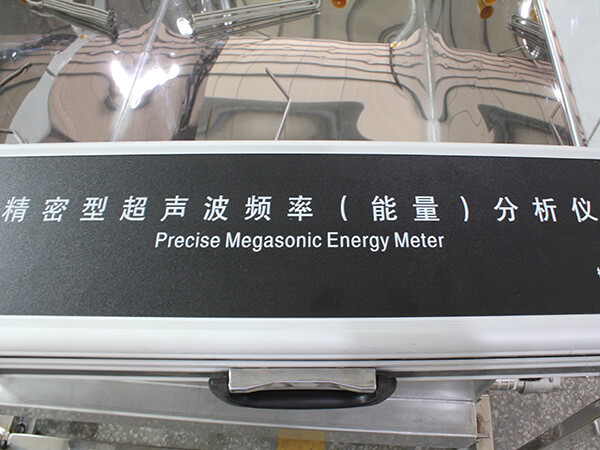 精密型超声波频率（能量）分析仪
Precise Megasonic Energy Meter